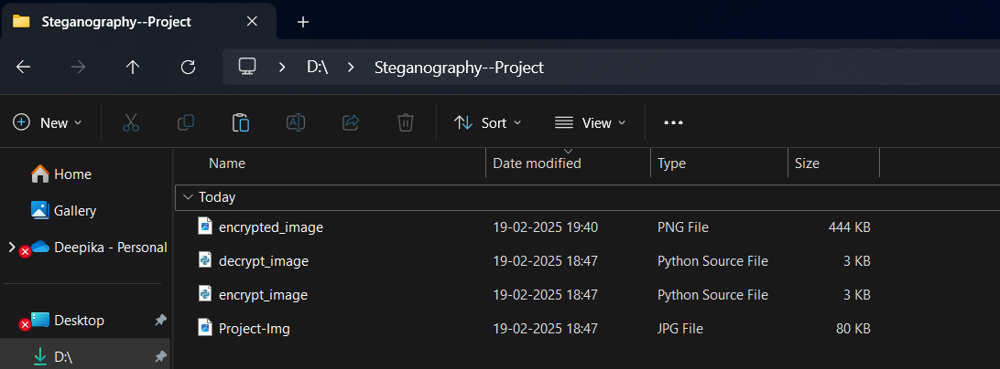 Steganography--Project
D:\ Steganography--Project
New Sort View
Name Date modified Type Size
Home
Gallery
Deepika - Personal
Desktop
D:\
Today
encrypted_image 19-02-2025 19:40 PNG File 444 KB
decrypt_image 19-02-2025 18:47 Python Source File 3 KB
encrypt_image 19-02-2025 18:47 Python Source File 3 KB
Project-Img 19-02-2025 18:47 JPG File 80 KB